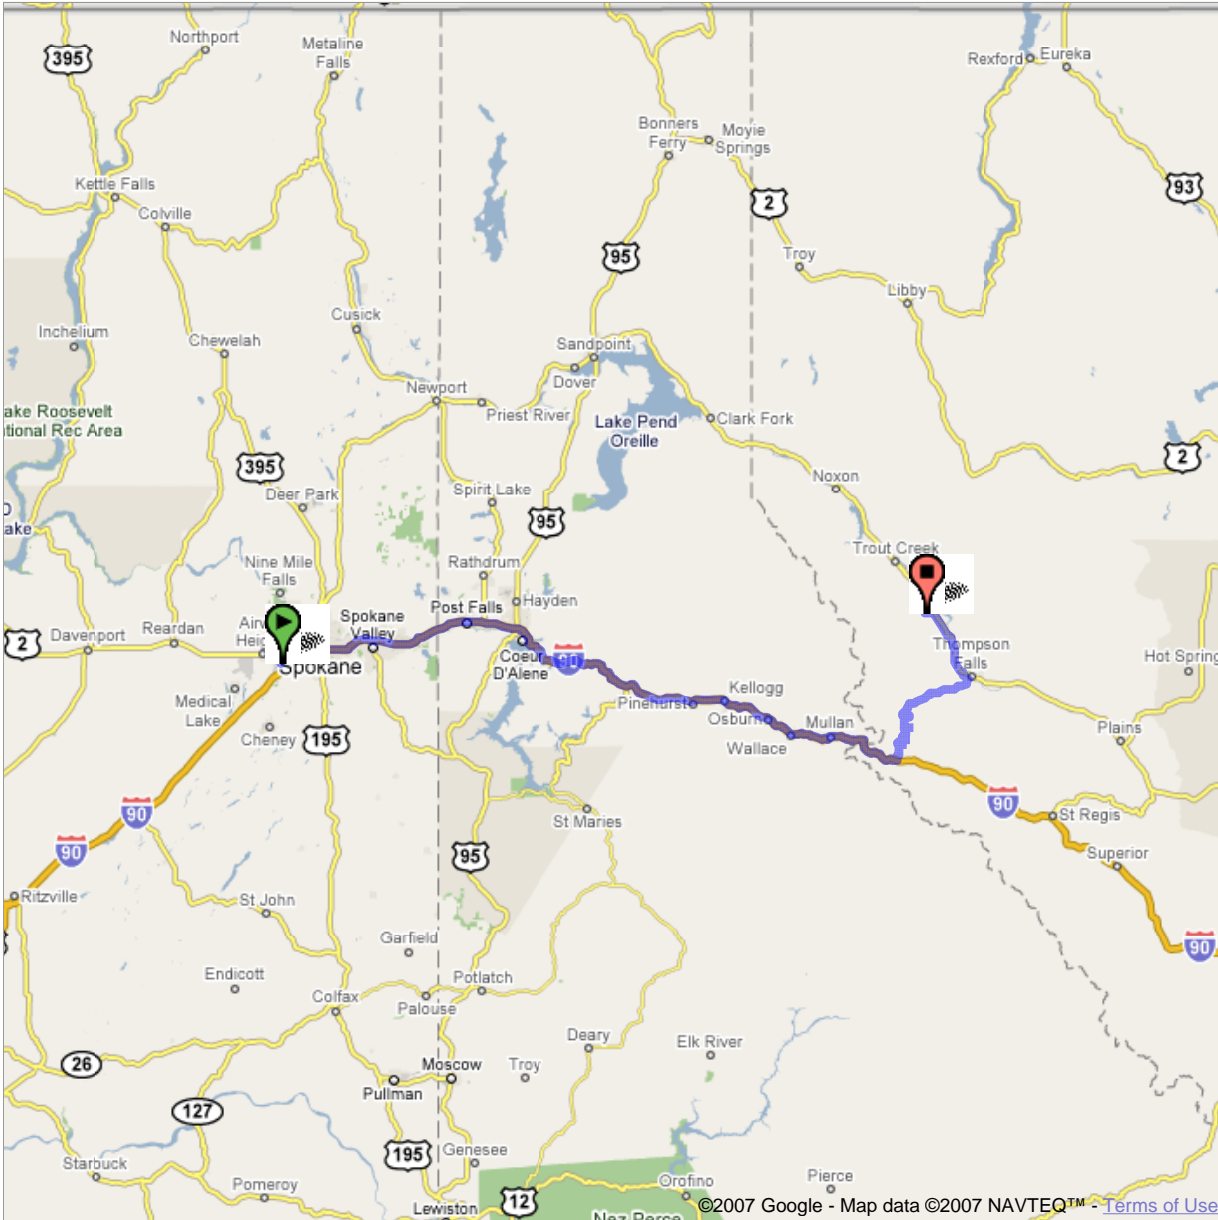 Northport
Metaline
Falls
395
Rexford
Eureka
Bonners
Ferry
Moyie
Springs
Kettle Falls
93
2
Colville
95
Troy
Libby
Cusick
Inchelium
Chewelah
Sandpoint
Dover
Newport
Priest River
ake Roosevelt
tional Rec Area
Lake Pend
Oreille
Clark Fork
2
395
Noxon
Deer Park
Spirit Lake
ake
95
Trout Creek
Nine Mile
Falls
Rathdrum
Hayden
Post Falls
Spokane
Valley
Reardan
Davenport
2
Airw
Heig
Spokane
Coeur
D'Alene
90
Thompson
Falls
Hot Spring
Medical
Lake
Pinehurst
Kellogg
Osburn
Mullan
Wallace
Plains
Cheney
195
90
90
St Maries
St Regis
90
95
Superior
Ritzville
St John
Garfield
90
Endicott
Potlatch
Colfax
Palouse
Deary
Elk River
26
Moscow
Troy
Pullman
127
195
Genesee
Starbuck
Pomeroy
Orofino
Pierce
12
Lewiston
Nez Perce
©2007 Google - Map data ©2007 NAVTEQ™ - Terms of Use